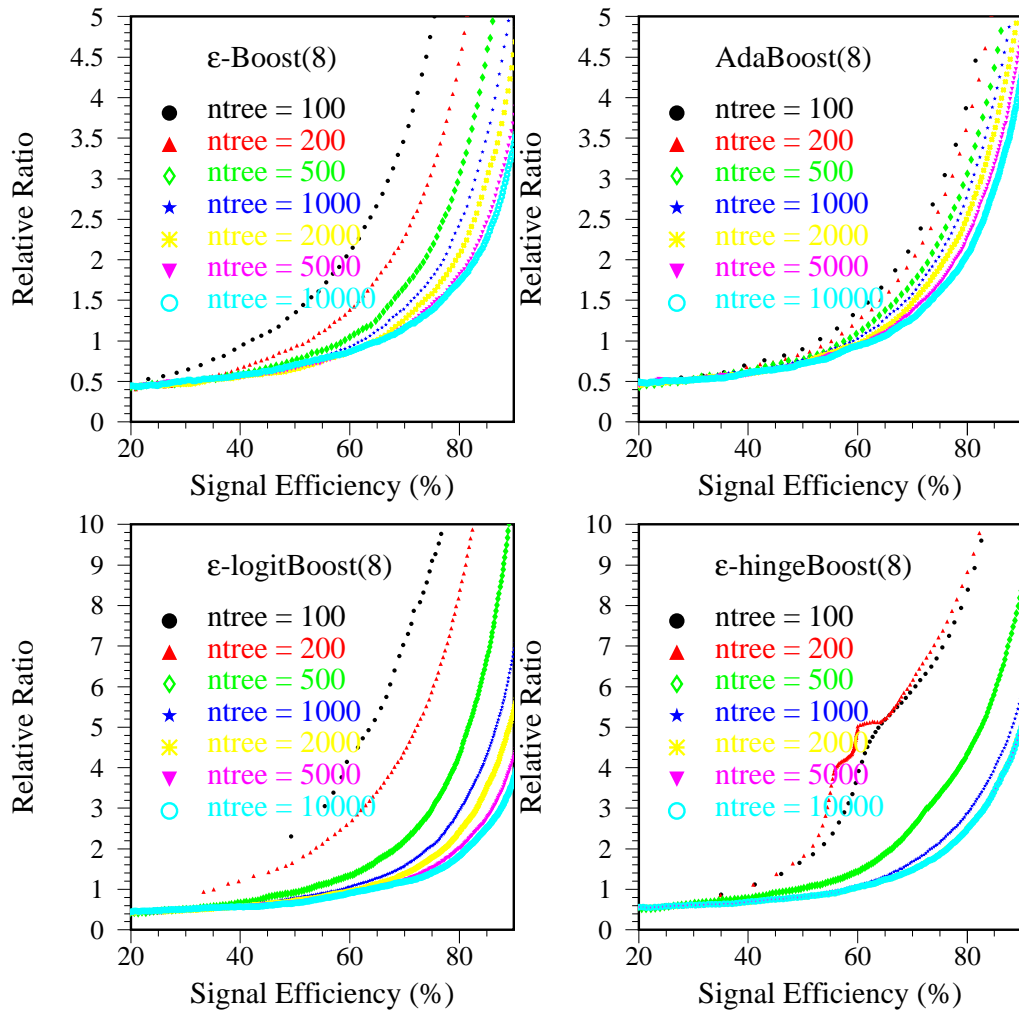 ε-Boost(8)
ntree = 100
ntree = 200
ntree = 500
ntree = 1000
ntree = 2000
ntree = 5000
ntree = 10000
5
4.5
4
3.5
3
2.5
2
1.5
1
0.5
0
Relative Ratio
20 40 60 80
Signal Efficiency (%)
AdaBoost(8)
ntree = 100
ntree = 200
ntree = 500
ntree = 1000
ntree = 2000
ntree = 5000
ntree = 10000
5
4.5
4
3.5
3
2.5
2
1.5
1
0.5
0
Relative Ratio
20 40 60 80
Signal Efficiency (%)
ε-logitBoost(8)
ntree = 100
ntree = 200
ntree = 500
ntree = 1000
ntree = 2000
ntree = 5000
ntree = 10000
10
9
8
7
6
5
4
3
2
1
0
Relative Ratio
20 40 60 80
Signal Efficiency (%)
ε-hingeBoost(8)
ntree = 100
ntree = 200
ntree = 500
ntree = 1000
ntree = 2000
ntree = 5000
ntree = 10000
10
9
8
7
6
5
4
3
2
1
0
Relative Ratio
20 40 60 80
Signal Efficiency (%)